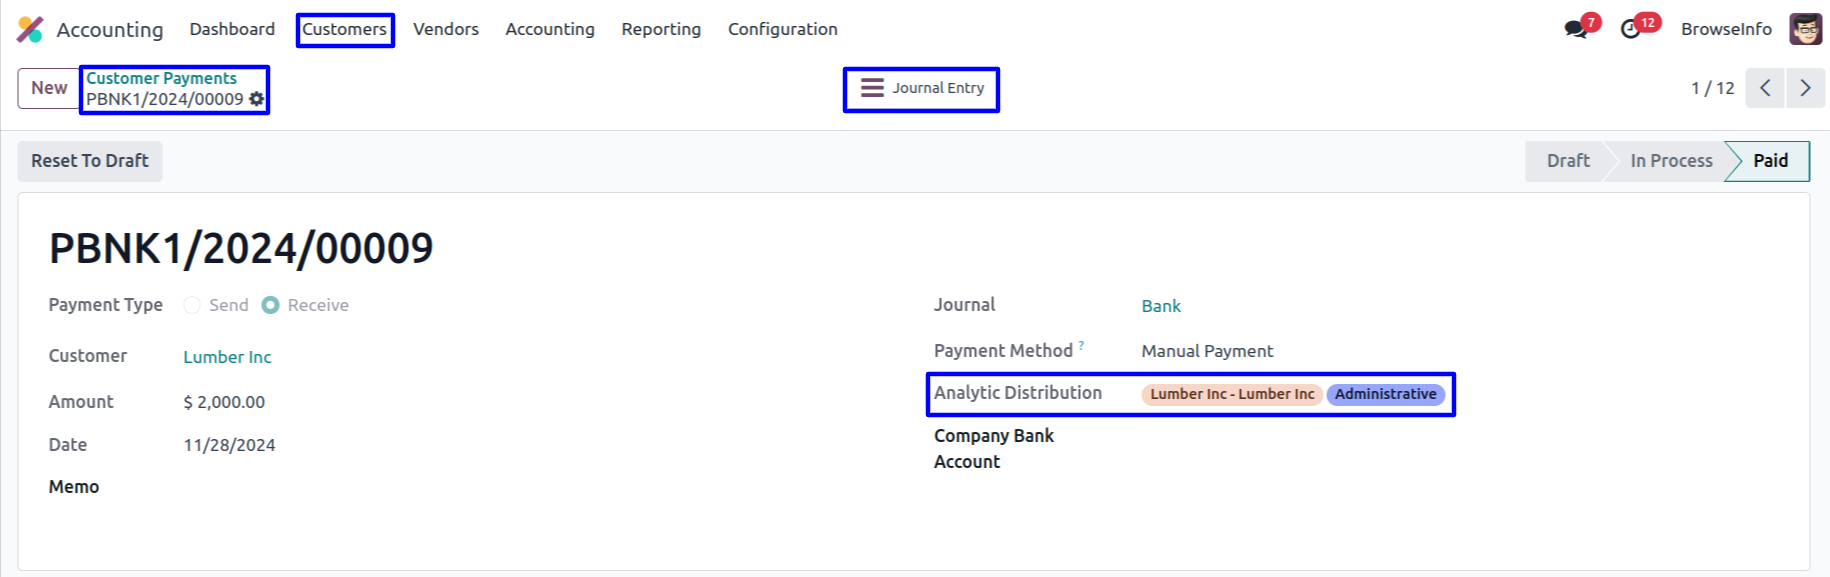 Accounting Dashboard Customers Vendors Accounting Reporting Configuration 7 12 BrowseInfo
New Customer Payments
PBNK1/2024/00009
Journal Entry
1 / 12
Reset To Draft
Draft In Process Paid
PBNK1/2024/00009
Payment Type Send Receive
Customer Lumber Inc
Amount $ 2,000.00
Date 11/28/2024
Memo
Journal Bank
Payment Method ? Manual Payment
Analytic Distribution Lumber Inc - Lumber Inc Administrative
Company Bank
Account